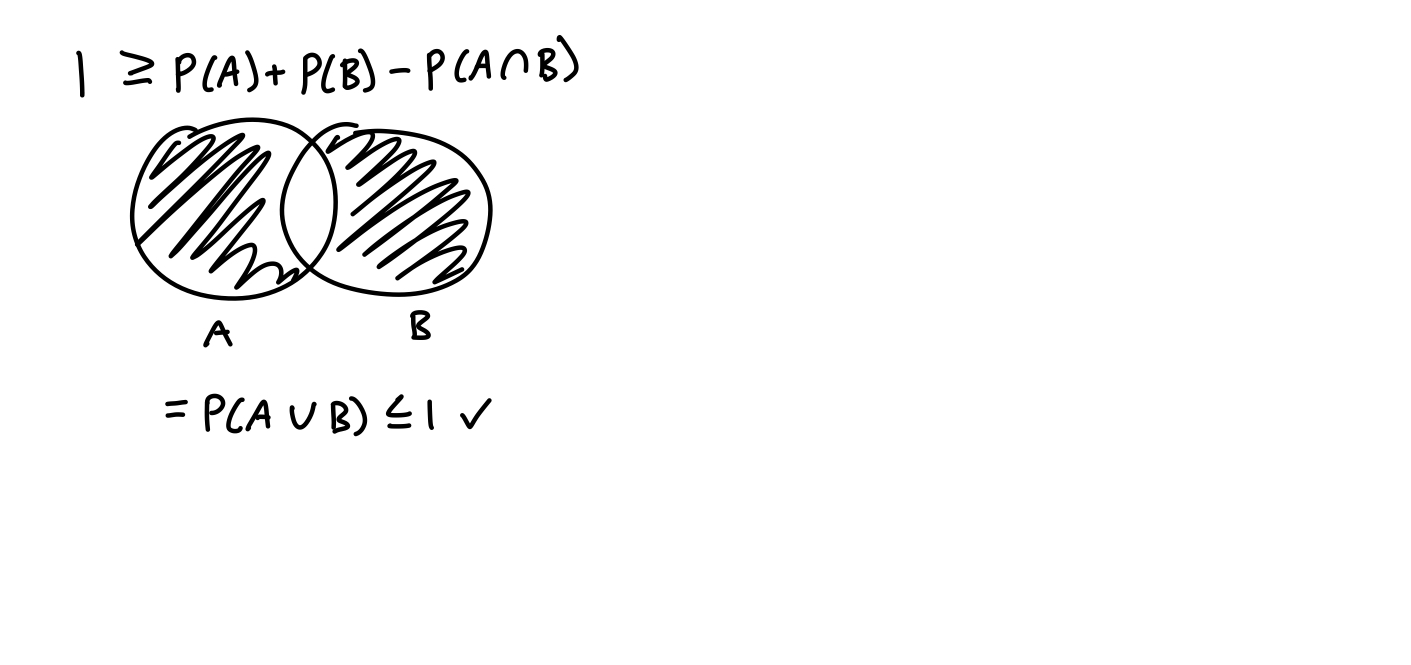 1 ≥ P(A) + P(B) - P(A∩B)
A B
= P(A ∪ B) ≤ 1 ✓